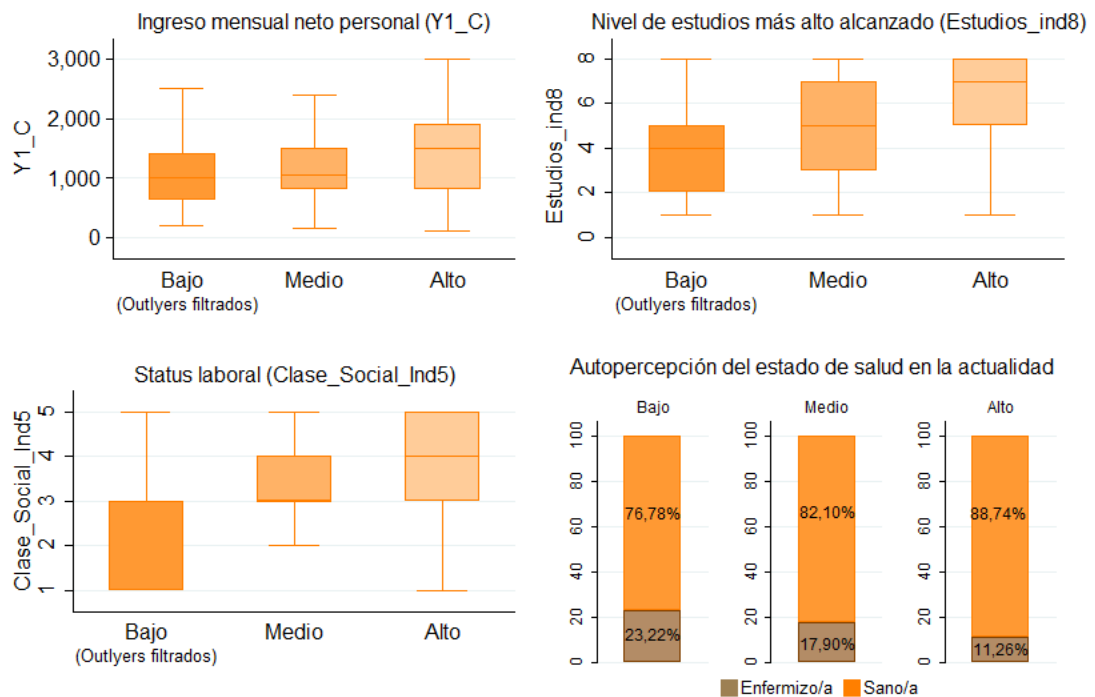 Ingreso mensual neto personal (Y1_C)
Y1_C
3,000
2,000
1,000
0
Bajo Medio Alto
(Outlyers filtrados)
Nivel de estudios más alto alcanzado (Estudios_ind8)
Estudios_ind8
8
6
4
2
0
Bajo Medio Alto
(Outlyers filtrados)
Status laboral (Clase_Social_Ind5)
Clase_Social_Ind5
5
4
3
2
1
Bajo Medio Alto
(Outlyers filtrados)
Autopercepción del estado de salud en la actualidad
Bajo Medio Alto
100 100 100
80 80 80
76,78% 82,10% 88,74%
60 60 60
40 40 40
20 20 20
23,22% 17,90% 11,26%
0 0 0
Enfermizo/a Sano/a